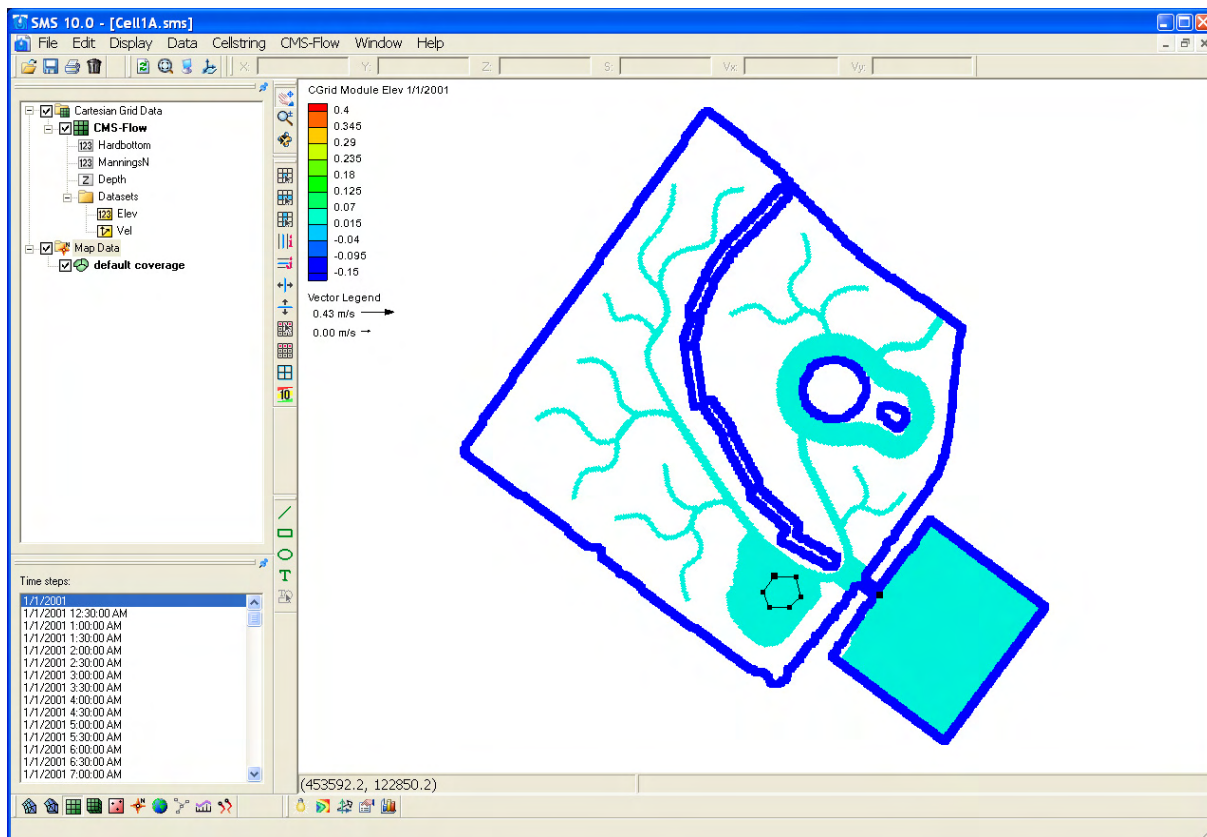 SMS 10.0 - [Cell1A.sms]
File Edit Display Data Cellstring CMS-Flow Window Help
X: Y: Z: S: Vx: Vy:
Cartesian Grid Data
CMS-Flow
123 Hardbottom
123 ManningsN
Z Depth
Datasets
123 Elev
Vel
Map Data
default coverage
Time steps:
1/1/2001
1/1/2001 12:30:00 AM
1/1/2001 1:00:00 AM
1/1/2001 1:30:00 AM
1/1/2001 2:00:00 AM
1/1/2001 2:30:00 AM
1/1/2001 3:00:00 AM
1/1/2001 3:30:00 AM
1/1/2001 4:00:00 AM
1/1/2001 4:30:00 AM
1/1/2001 5:00:00 AM
1/1/2001 5:30:00 AM
1/1/2001 6:00:00 AM
1/1/2001 6:30:00 AM
1/1/2001 7:00:00 AM
i
j
10
T
CGrid Module Elev 1/1/2001
0.4
0.345
0.29
0.235
0.18
0.125
0.07
0.015
-0.04
-0.095
-0.15
Vector Legend
0.43 m/s
0.00 m/s
(453592.2, 122850.2)